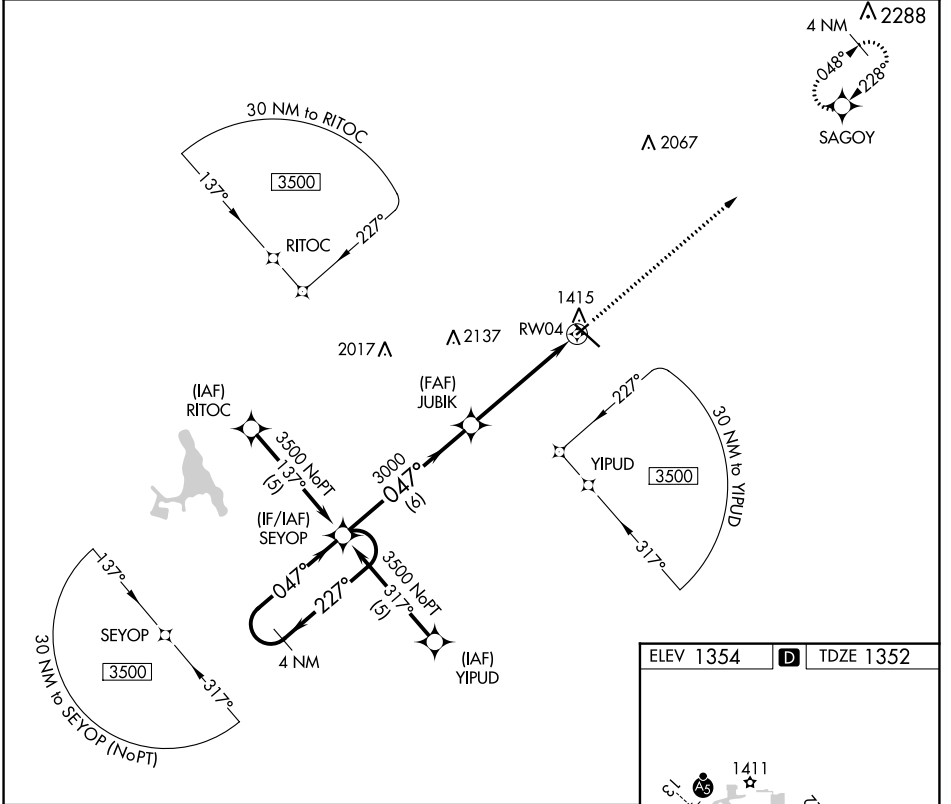 2288
4 NM
048°
228°
SAGOY
2067
30 NM to RITOC
3500
137°
227°
RITOC
1415
RW04
2017
2137
(FAF)
JUBIK
(IAF)
RITOC
3500 NoPT
137°
(5)
3000
047°
(6)
(IF/IAF)
SEYOP
227°
YIPUD
3500
30 NM to YIPUD
317°
047°
227°
4 NM
3500 NoPT
317°
(5)
(IAF)
YIPUD
137°
SEYOP
3500
317°
30 NM to SEYOP (NoPT)
ELEV 1354
D
TDZE 1352
1411
A5
13